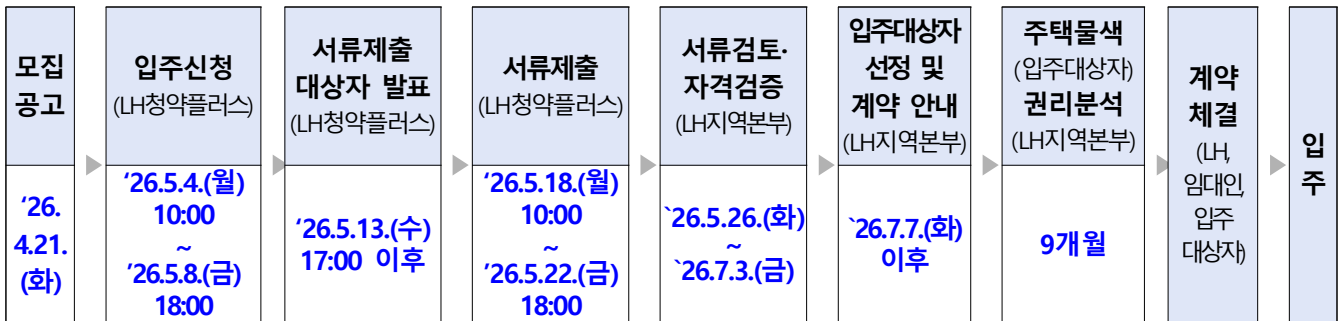 모집
공고
‘26.
4.21.
(화)
입주신청
(LH청약플러스)
‘26.5.4.(월)
10:00
~
’26.5.8.(금)
18:00
서류제출
대상자 발표
(LH청약플러스)
‘26.5.13.(수)
17:00 이후
서류제출
(LH청약플러스)
‘26.5.18.(월)
10:00
~
’26.5.22.(금)
18:00
서류검토·
자격검증
(LH지역본부)
`26.5.26.(화)
~
`26.7.3.(금)
입주대상자
선정 및
계약 안내
(LH지역본부)
`26.7.7.(화)
이후
주택물색
(입주대상자)
권리분석
(LH지역본부)
9개월
계약
체결
(LH,
임대인,
입주
대상자)
입
주